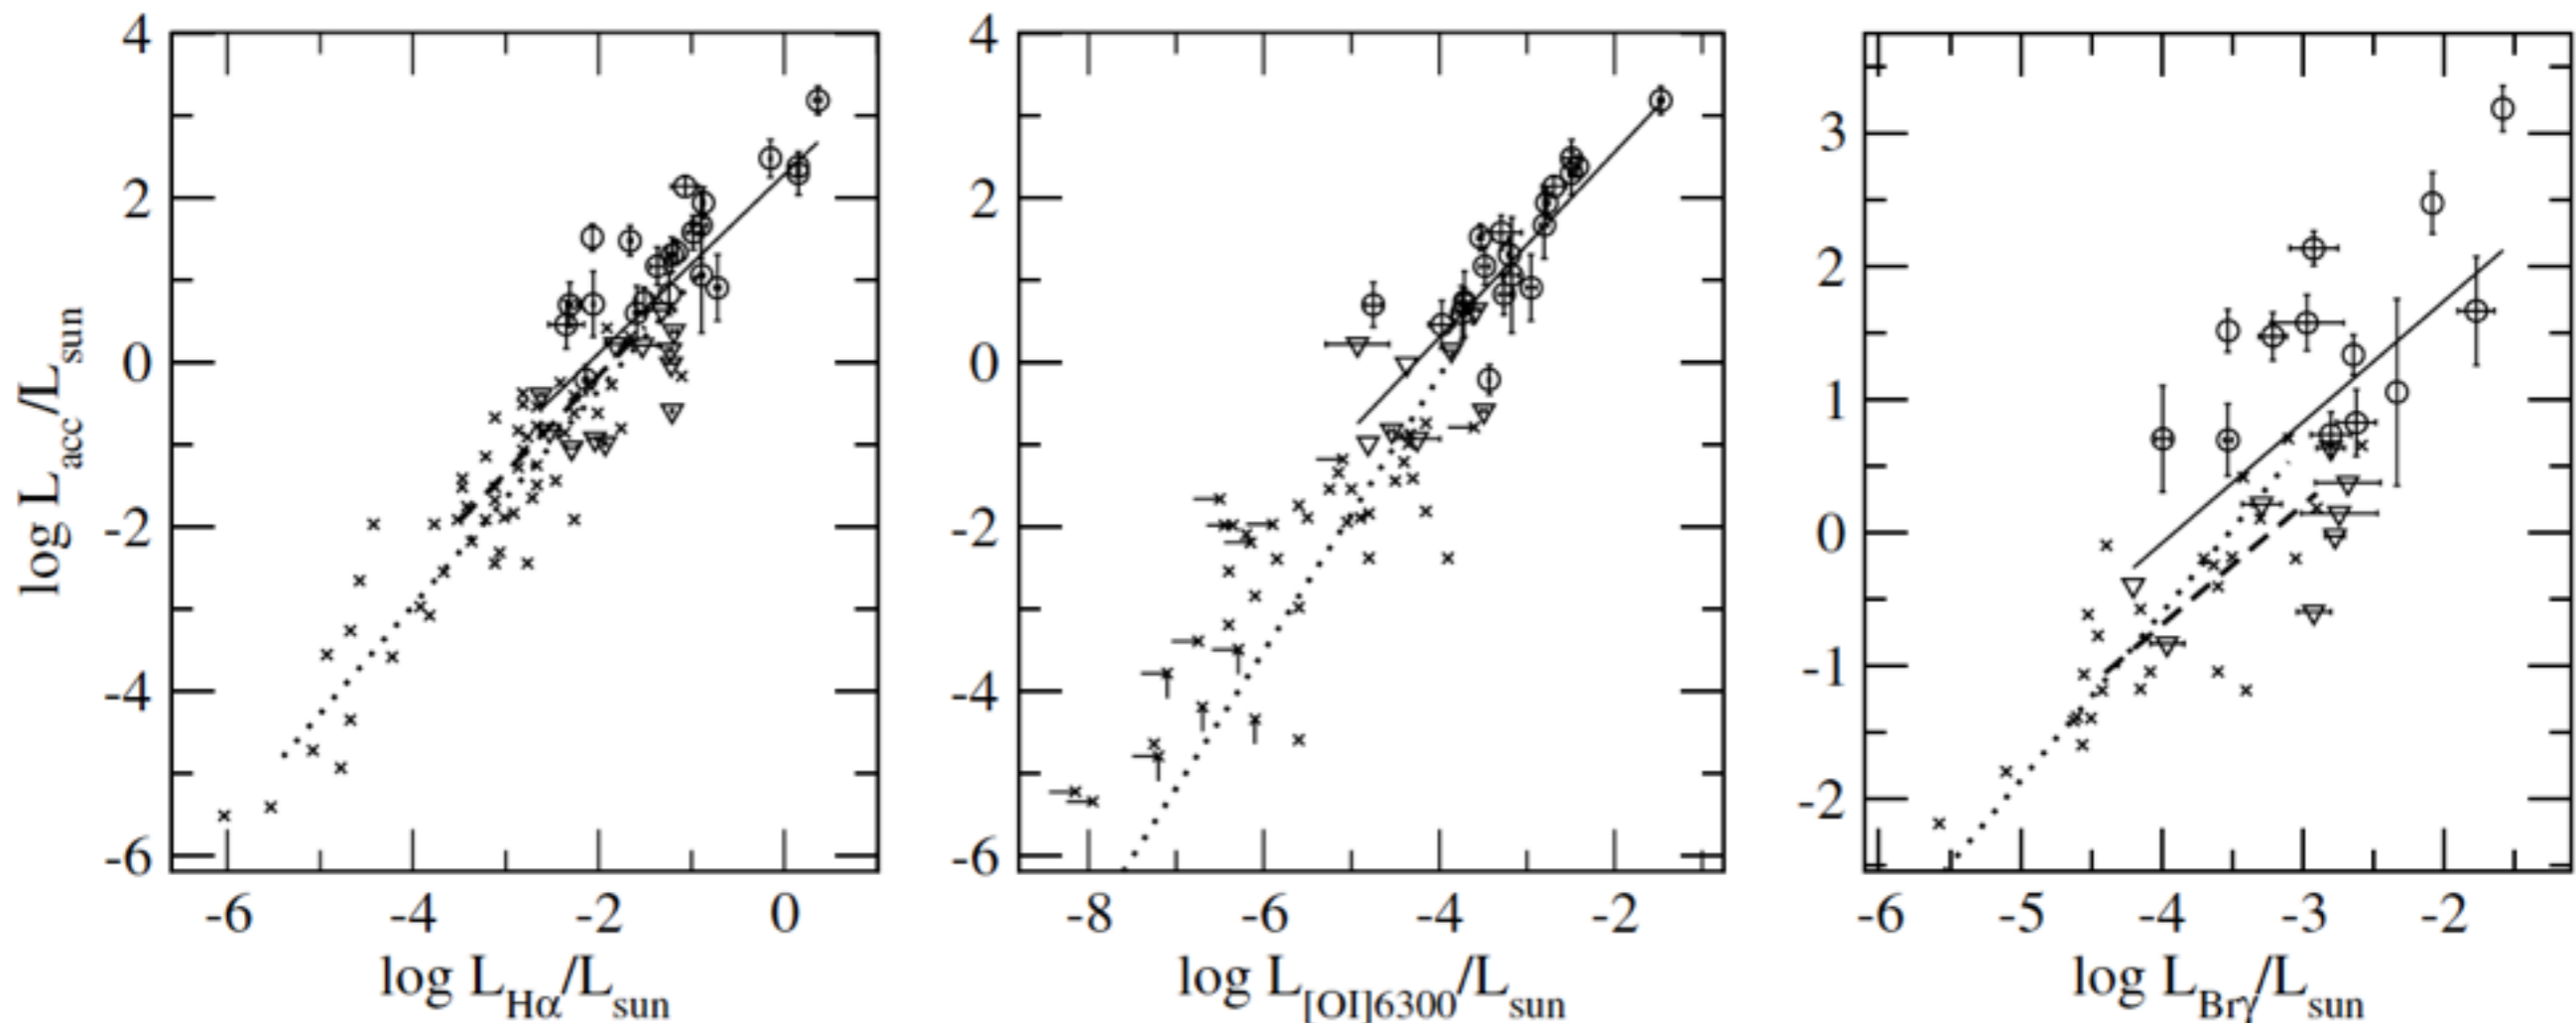 4
2
0
-2
-4
-6
log L_acc/L_sun
-6 -4 -2 0
log L_Hα/L_sun
4
2
0
-2
-4
-6
-8 -6 -4 -2
log L_[OI]6300/L_sun
3
2
1
0
-1
-2
-6 -5 -4 -3 -2
log L_Brγ/L_sun